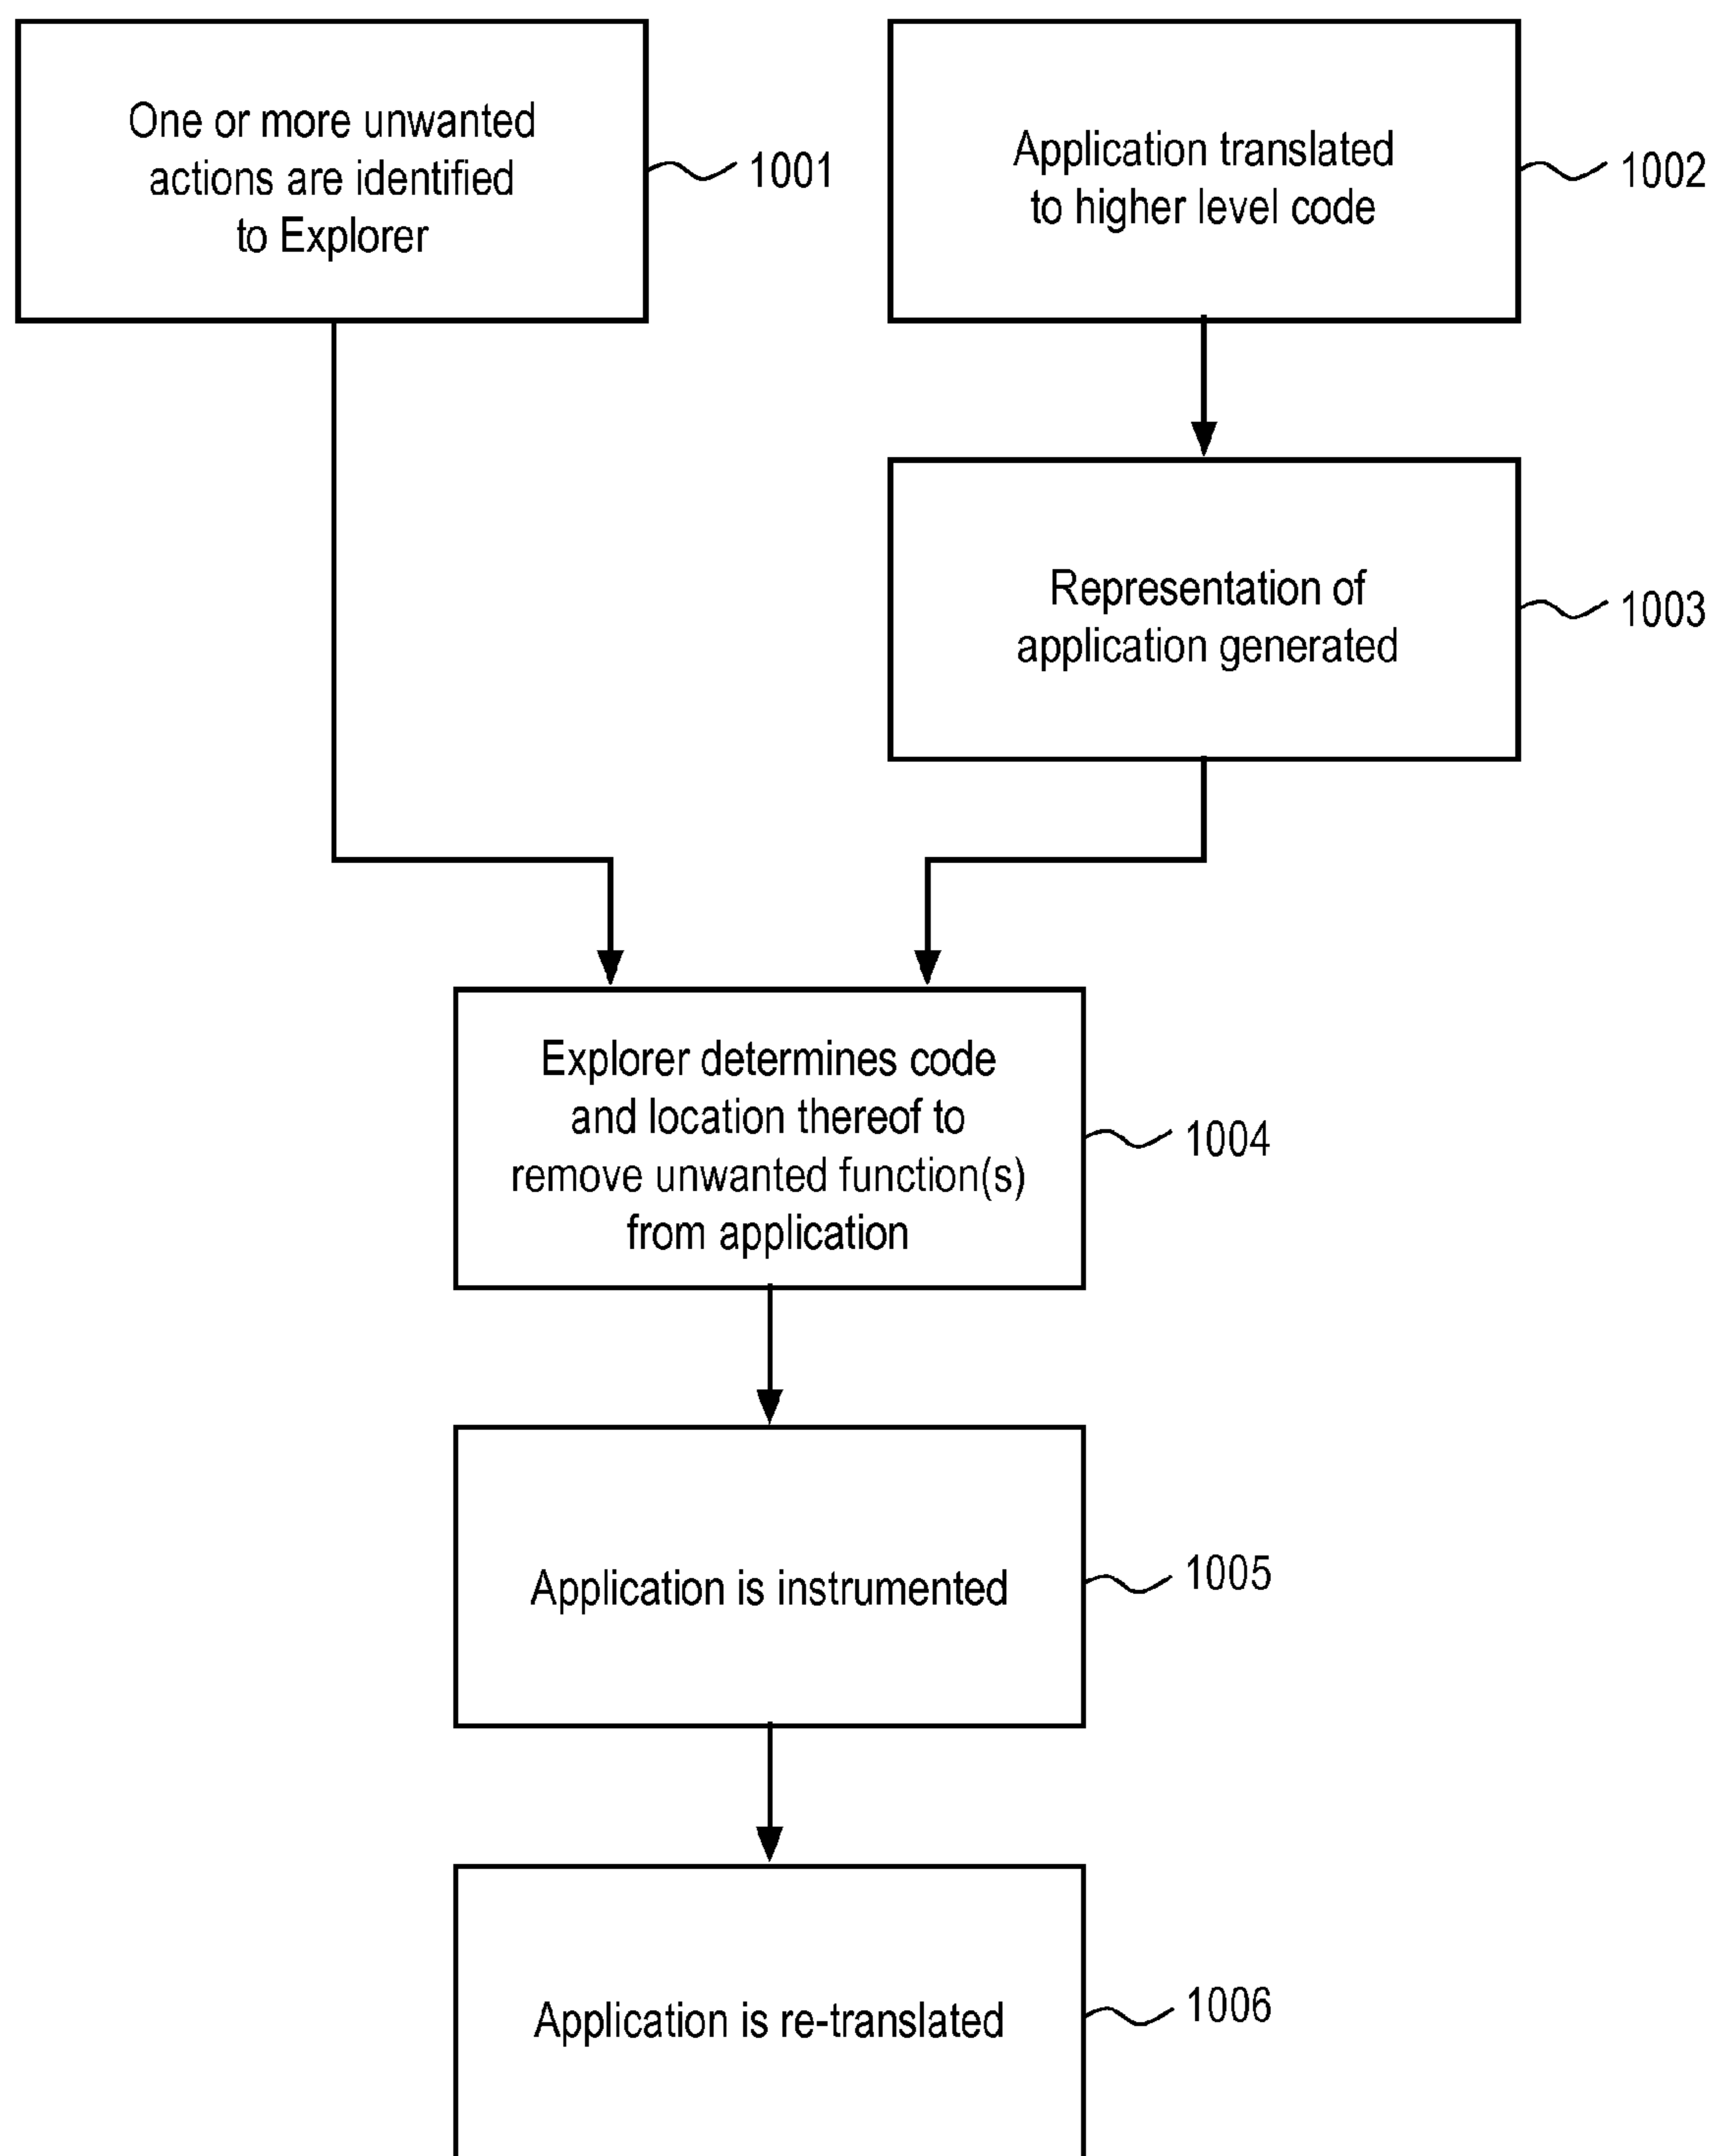 One or more unwanted
actions are identified
to Explorer
1001
Application translated
to higher level code
1002
Representation of
application generated
1003
Explorer determines code
and location thereof to
remove unwanted function(s)
from application
1004
Application is instrumented
1005
Application is re-translated
1006